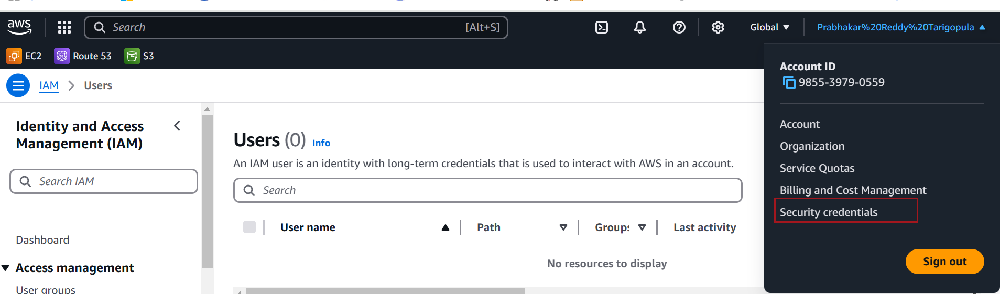 aws
Search
[Alt+S]
Global
Prabhakar%20Reddy%20Tarigopula
EC2
Route 53
S3
IAM
Users
Account ID
9855-3979-0559
Account
Organization
Service Quotas
Billing and Cost Management
Security credentials
Sign out
Identity and Access
Management (IAM)
Search IAM
Dashboard
Access management
User groups
Users (0) Info
An IAM user is an identity with long-term credentials that is used to interact with AWS in an account.
Search
User name
Path
Groups
Last activity
No resources to display